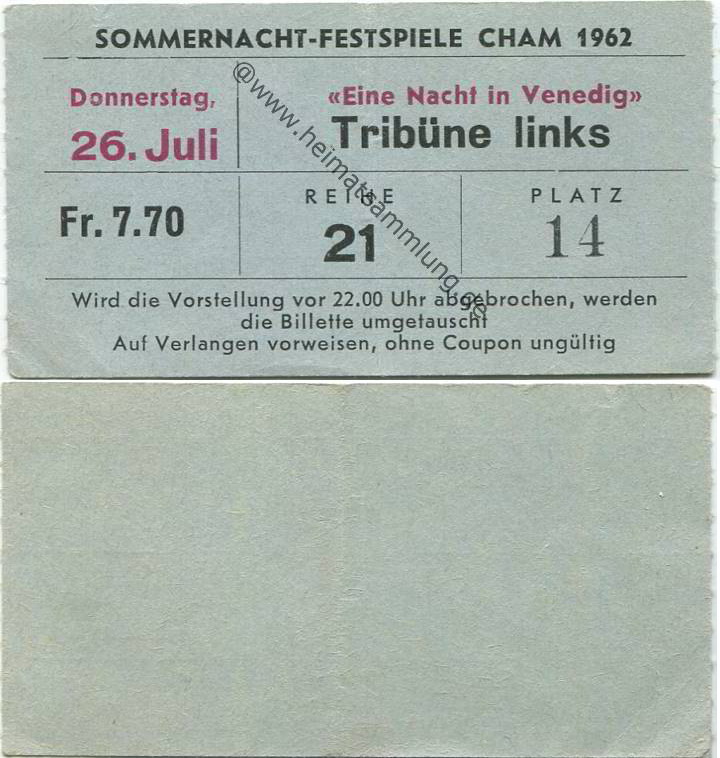 SOMMERNACHT-FESTSPIELE CHAM 1962
Donnerstag,
26. Juli
«Eine Nacht in Venedig»
Tribüne links
Fr. 7.70
REIHE
21
PLATZ
14
Wird die Vorstellung vor 22.00 Uhr abgebrochen, werden
die Billette umgetauscht
Auf Verlangen vorweisen, ohne Coupon ungültig
@www.heimatsammlung.de